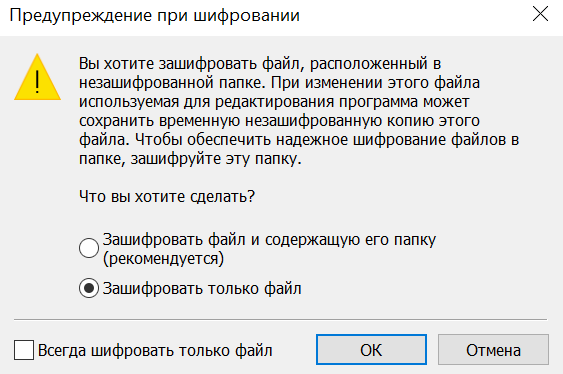 Предупреждение при шифровании
Вы хотите зашифровать файл, расположенный в
незашифрованной папке. При изменении этого файла
используемая для редактирования программа может
сохранить временную незашифрованную копию этого
файла. Чтобы обеспечить надежное шифрование файлов в
папке, зашифруйте эту папку.
Что вы хотите сделать?
Зашифровать файл и содержащую его папку
(рекомендуется)
Зашифровать только файл
Всегда шифровать только файл
ОК
Отмена